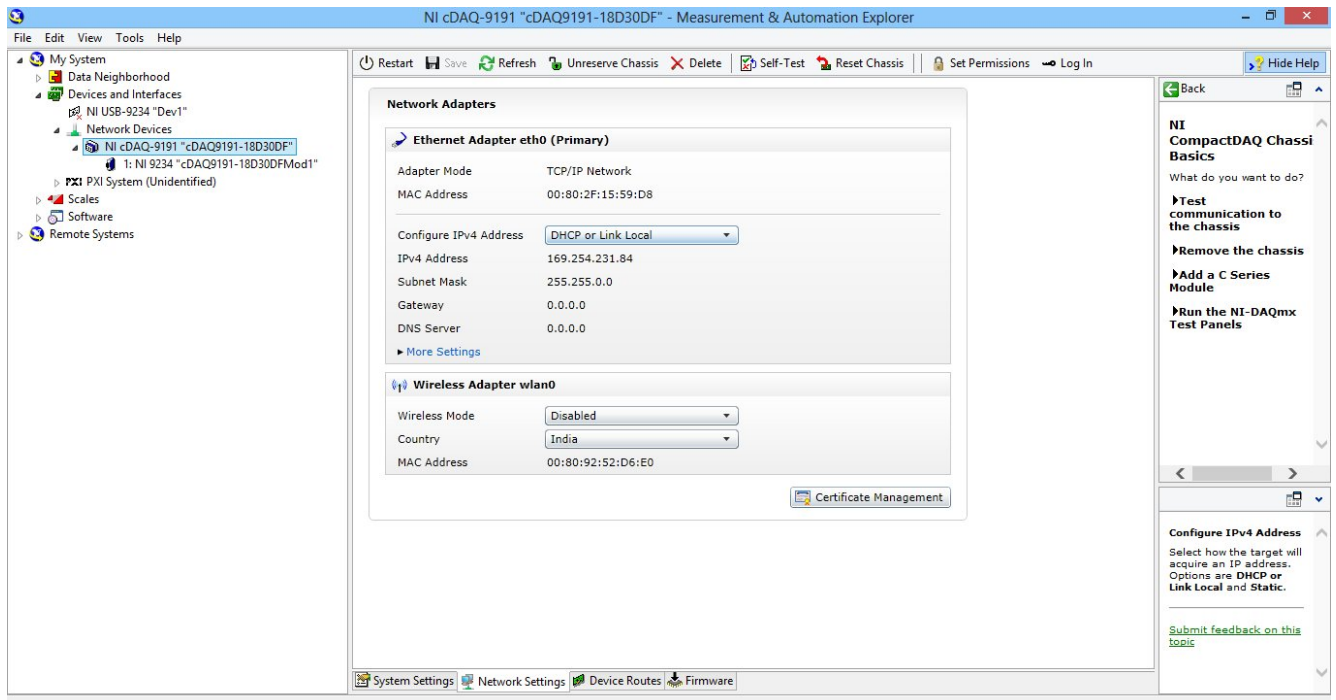 NI cDAQ-9191 "cDAQ9191-18D30DF" - Measurement & Automation Explorer
File Edit View Tools Help
My System
Data Neighborhood
Devices and Interfaces
NI USB-9234 "Dev1"
Network Devices
NI cDAQ-9191 "cDAQ9191-18D30DF"
1: NI 9234 "cDAQ9191-18D30DFMod1"
PXI PXI System (Unidentified)
Scales
Software
Remote Systems
Restart Save Refresh Unreserve Chassis Delete Self-Test Reset Chassis Set Permissions Log In Hide Help
Network Adapters
Ethernet Adapter eth0 (Primary)
Adapter Mode TCP/IP Network
MAC Address 00:80:2F:15:59:D8
Configure IPv4 Address DHCP or Link Local
IPv4 Address 169.254.231.84
Subnet Mask 255.255.0.0
Gateway 0.0.0.0
DNS Server 0.0.0.0
More Settings
Wireless Adapter wlan0
Wireless Mode Disabled
Country India
MAC Address 00:80:92:52:D6:E0
Certificate Management
System Settings Network Settings Device Routes Firmware
Back
NI
CompactDAQ Chassi
Basics
What do you want to do?
Test
communication to
the chassis
Remove the chassis
Add a C Series
Module
Run the NI-DAQmx
Test Panels
Configure IPv4 Address
Select how the target will
acquire an IP address.
Options are DHCP or
Link Local and Static.
Submit feedback on this
topic